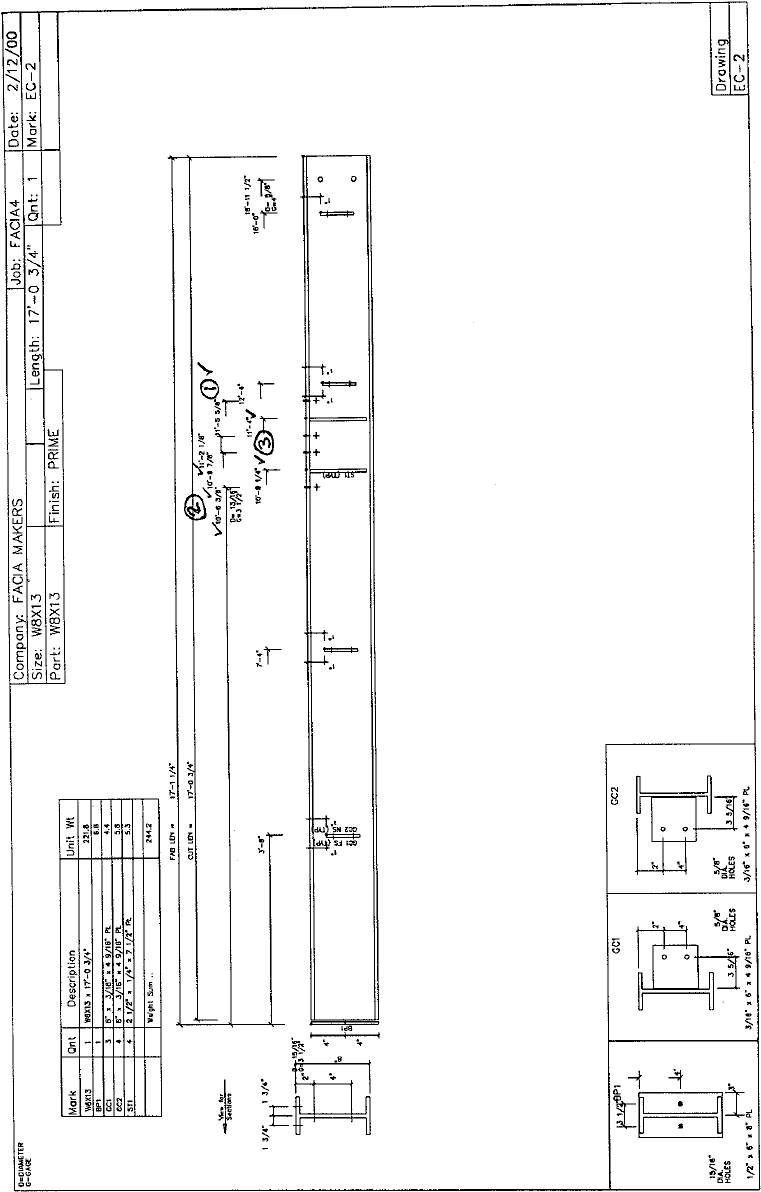 D=DIAMETER
G=GAGE
Company: FACIA MAKERS
Job: FACIA4
Date: 2/12/00
Size: W8X13
Length: 17'-0 3/4"
Qnt: 1
Mark: EC-2
Part: W8X13
Finish: PRIME
Drawing
EC-2
Mark Qnt Description Unit Wt
W8X13 1 W8X13 x 17'-0 3/4" 221.8
BP1 1 6.8
GC1 3 6" x 3/16" x 4 9/16" PL 4.4
GC2 4 6" x 3/16" x 4 9/16" PL 5.8
ST1 4 2 1/2" x 1/4" x 7 1/2" PL 5.3
Weight Sum .. 244.2
FAB LEN = 17'-1 1/4"
CUT LEN = 17'-0 3/4"
1
11'-5 5/8"
11'-2 1/8"
10'-9 7/8"
2
10'-6 3/8"
D= 13/16"
G=3 1/2"
16'-11 1/2"
D= 5/8"
G=4"
16'-0"
12'-4"
11'-4"
3
10'-9 1/4"
7'-4"
3'-8"
ST1 (TYP)
GC2 NS (TYP)
GC1 FS (TYP)
BP1
4"
4"
View for
Sections
1 3/4"
1 3/4"
D= 15/16"
G=3 1/2"
2"
4"
8"
BP1
3 1/2"
4"
3"
15/16"
DIA.
HOLES
1/2" x 6" x 8" PL
GC1
2"
4"
3 5/16"
5/8"
DIA.
HOLES
3/16" x 6" x 4 9/16" PL
GC2
2"
4"
3 5/16"
5/8"
DIA.
HOLES
3/16" x 6" x 4 9/16" PL